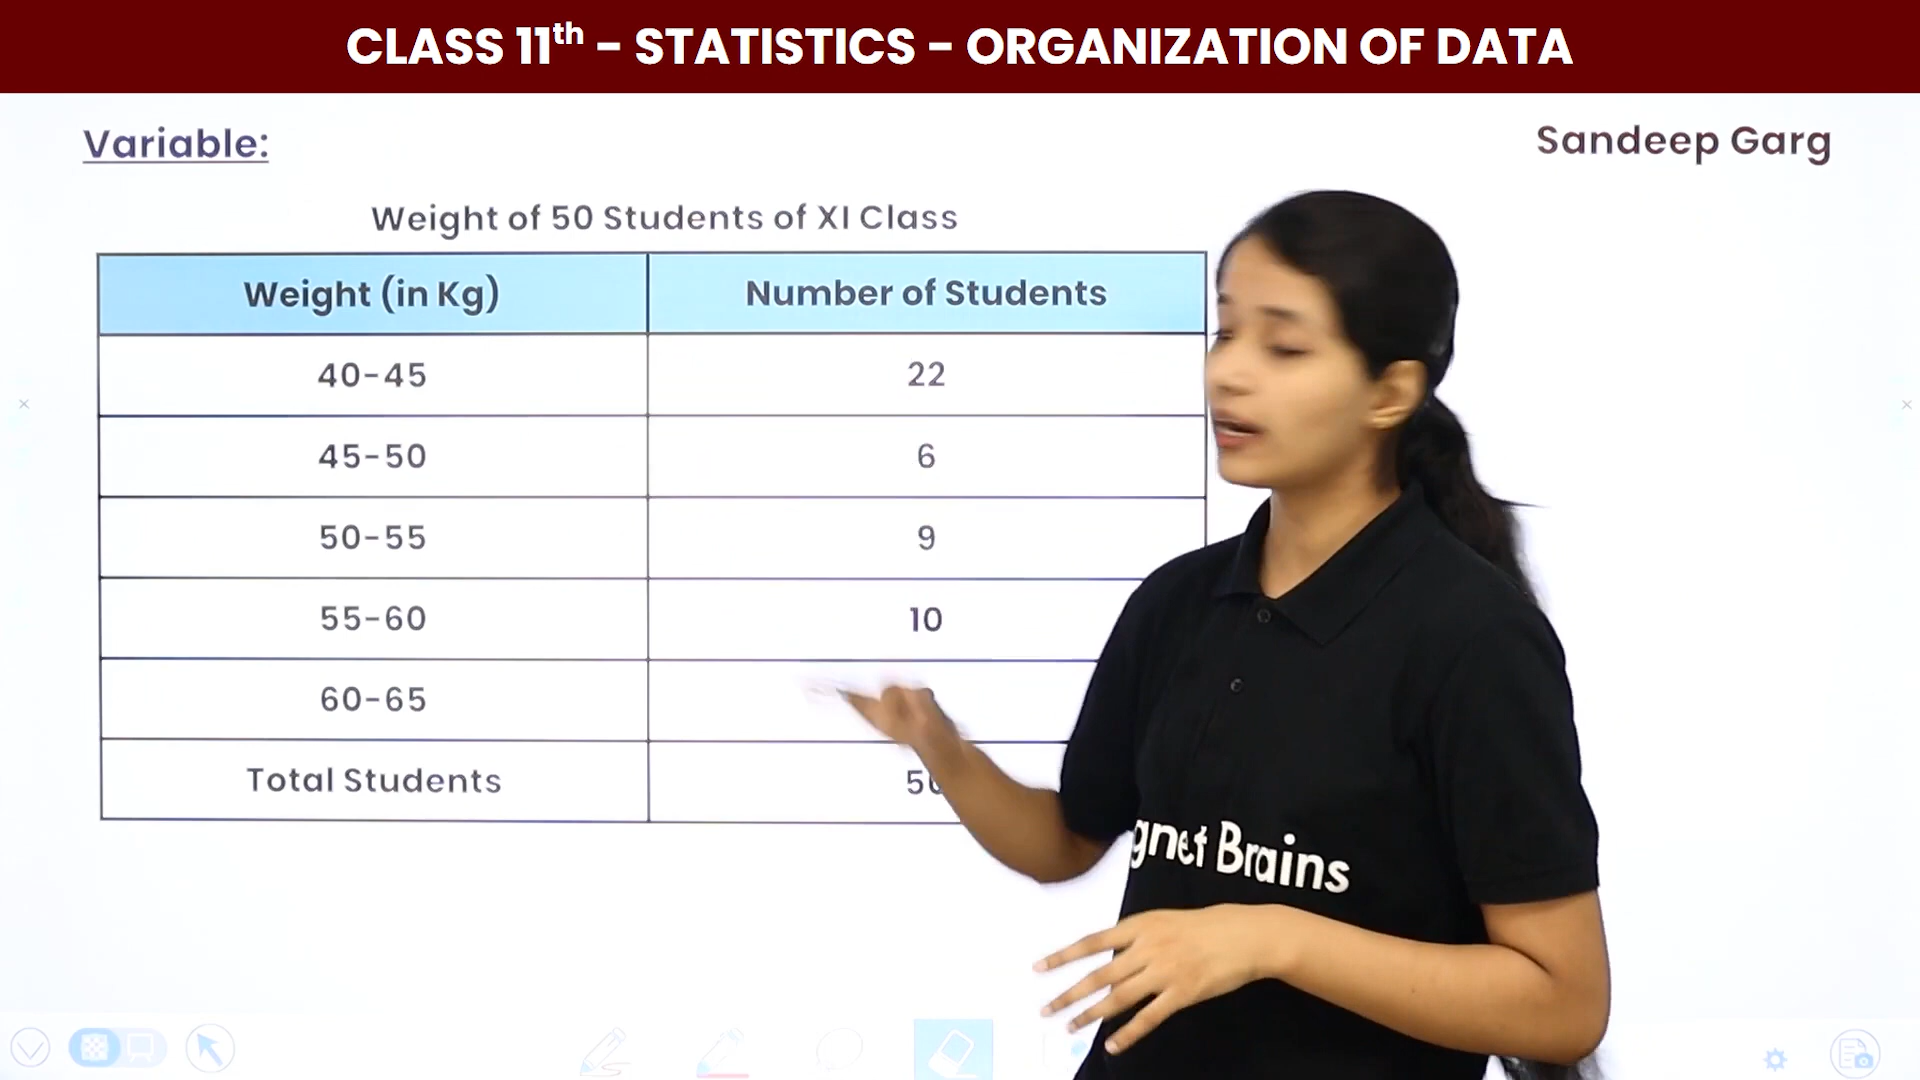 CLASS 11th - STATISTICS - ORGANIZATION OF DATA
Variable:
Sandeep Garg
Weight of 50 Students of XI Class
Weight (in Kg) Number of Students
40-45 22
45-50 6
50-55 9
55-60 10
60-65
Total Students 50
gnet Brains